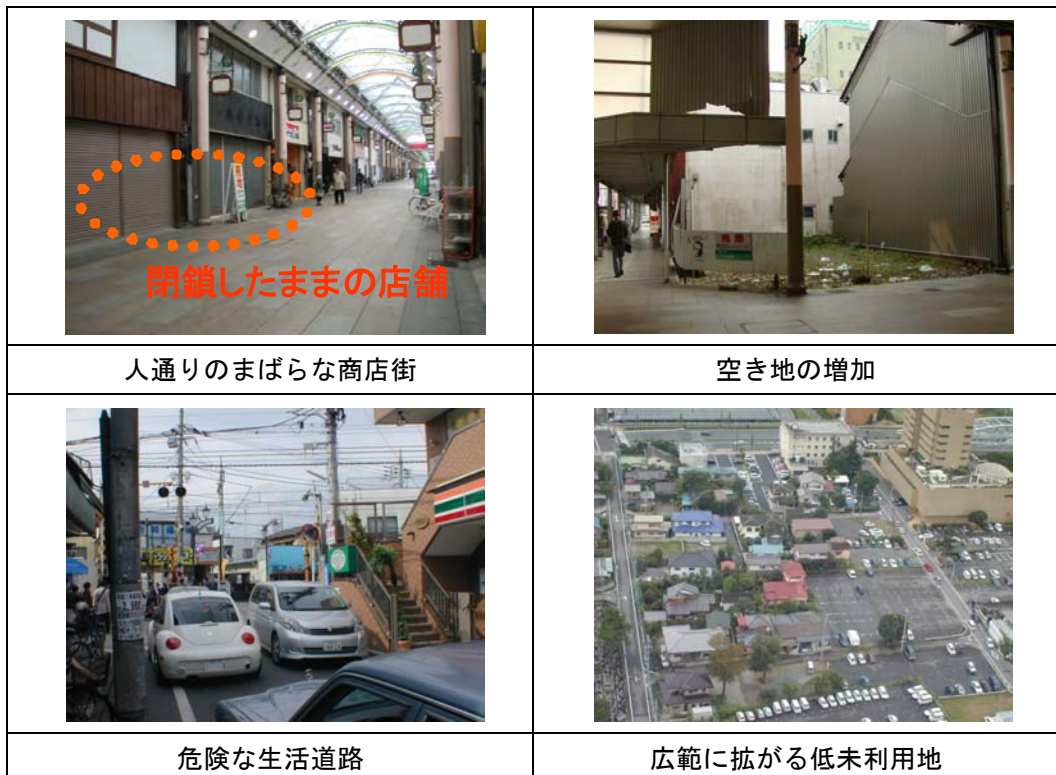 閉鎖したままの店舗
人通りのまばらな商店街
空き地の増加
危険な生活道路
広範に拡がる低未利用地